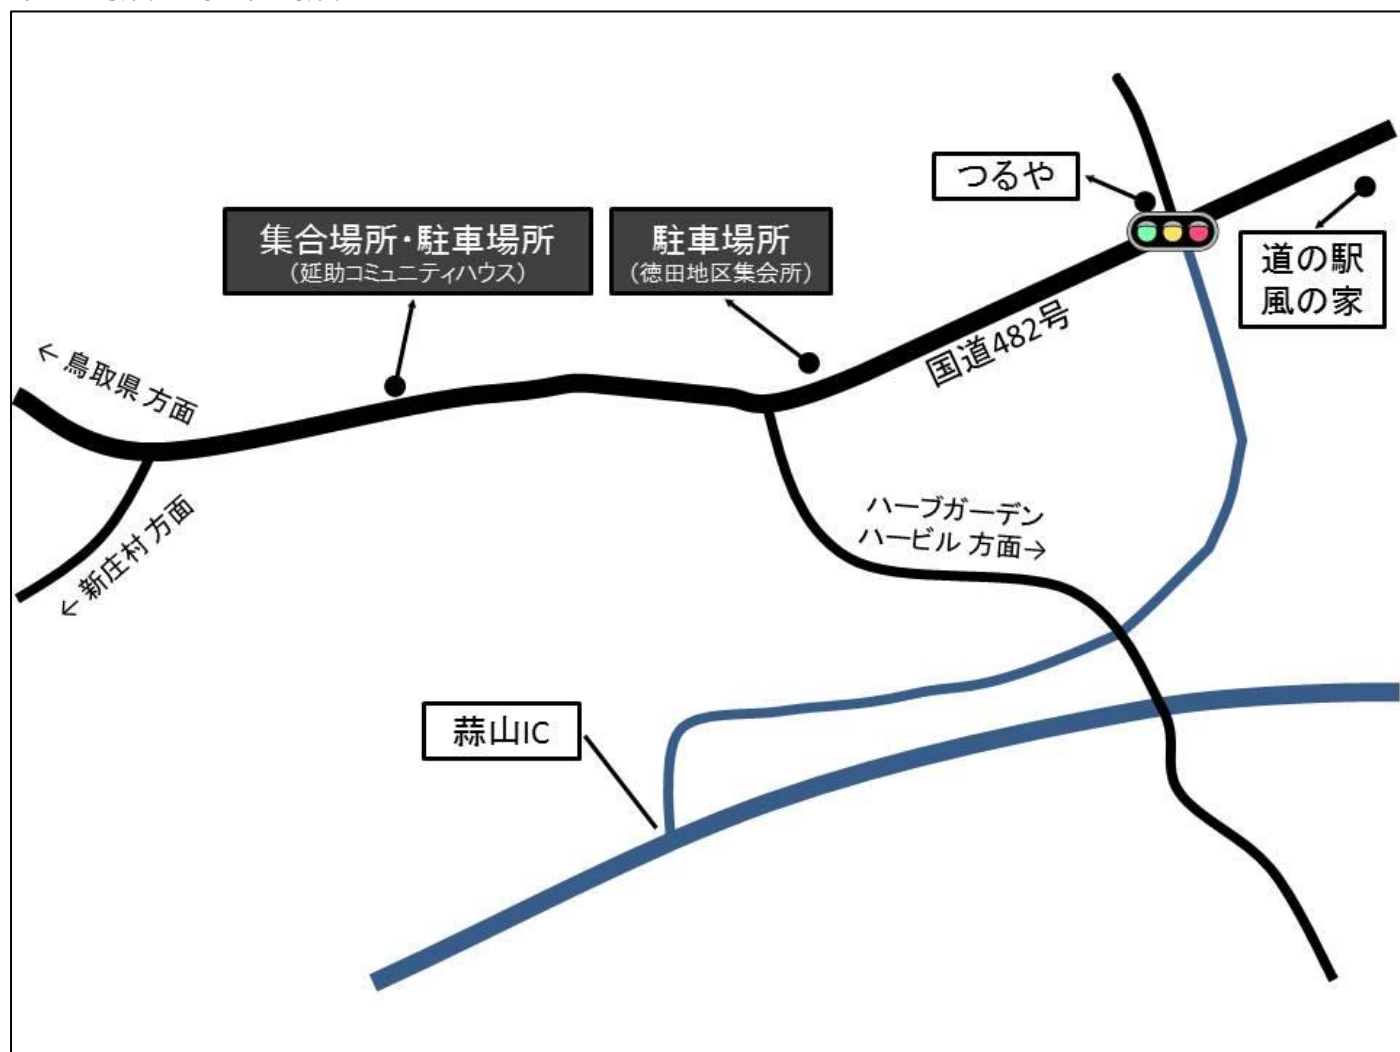 つるや
集合場所・駐車場所
（延助コミュニティハウス）
駐車場所
（徳田地区集会所）
道の駅
風の家
国道482号
← 鳥取県 方面
← 新庄村 方面
ハーブガーデン
ハービル 方面→
蒜山IC